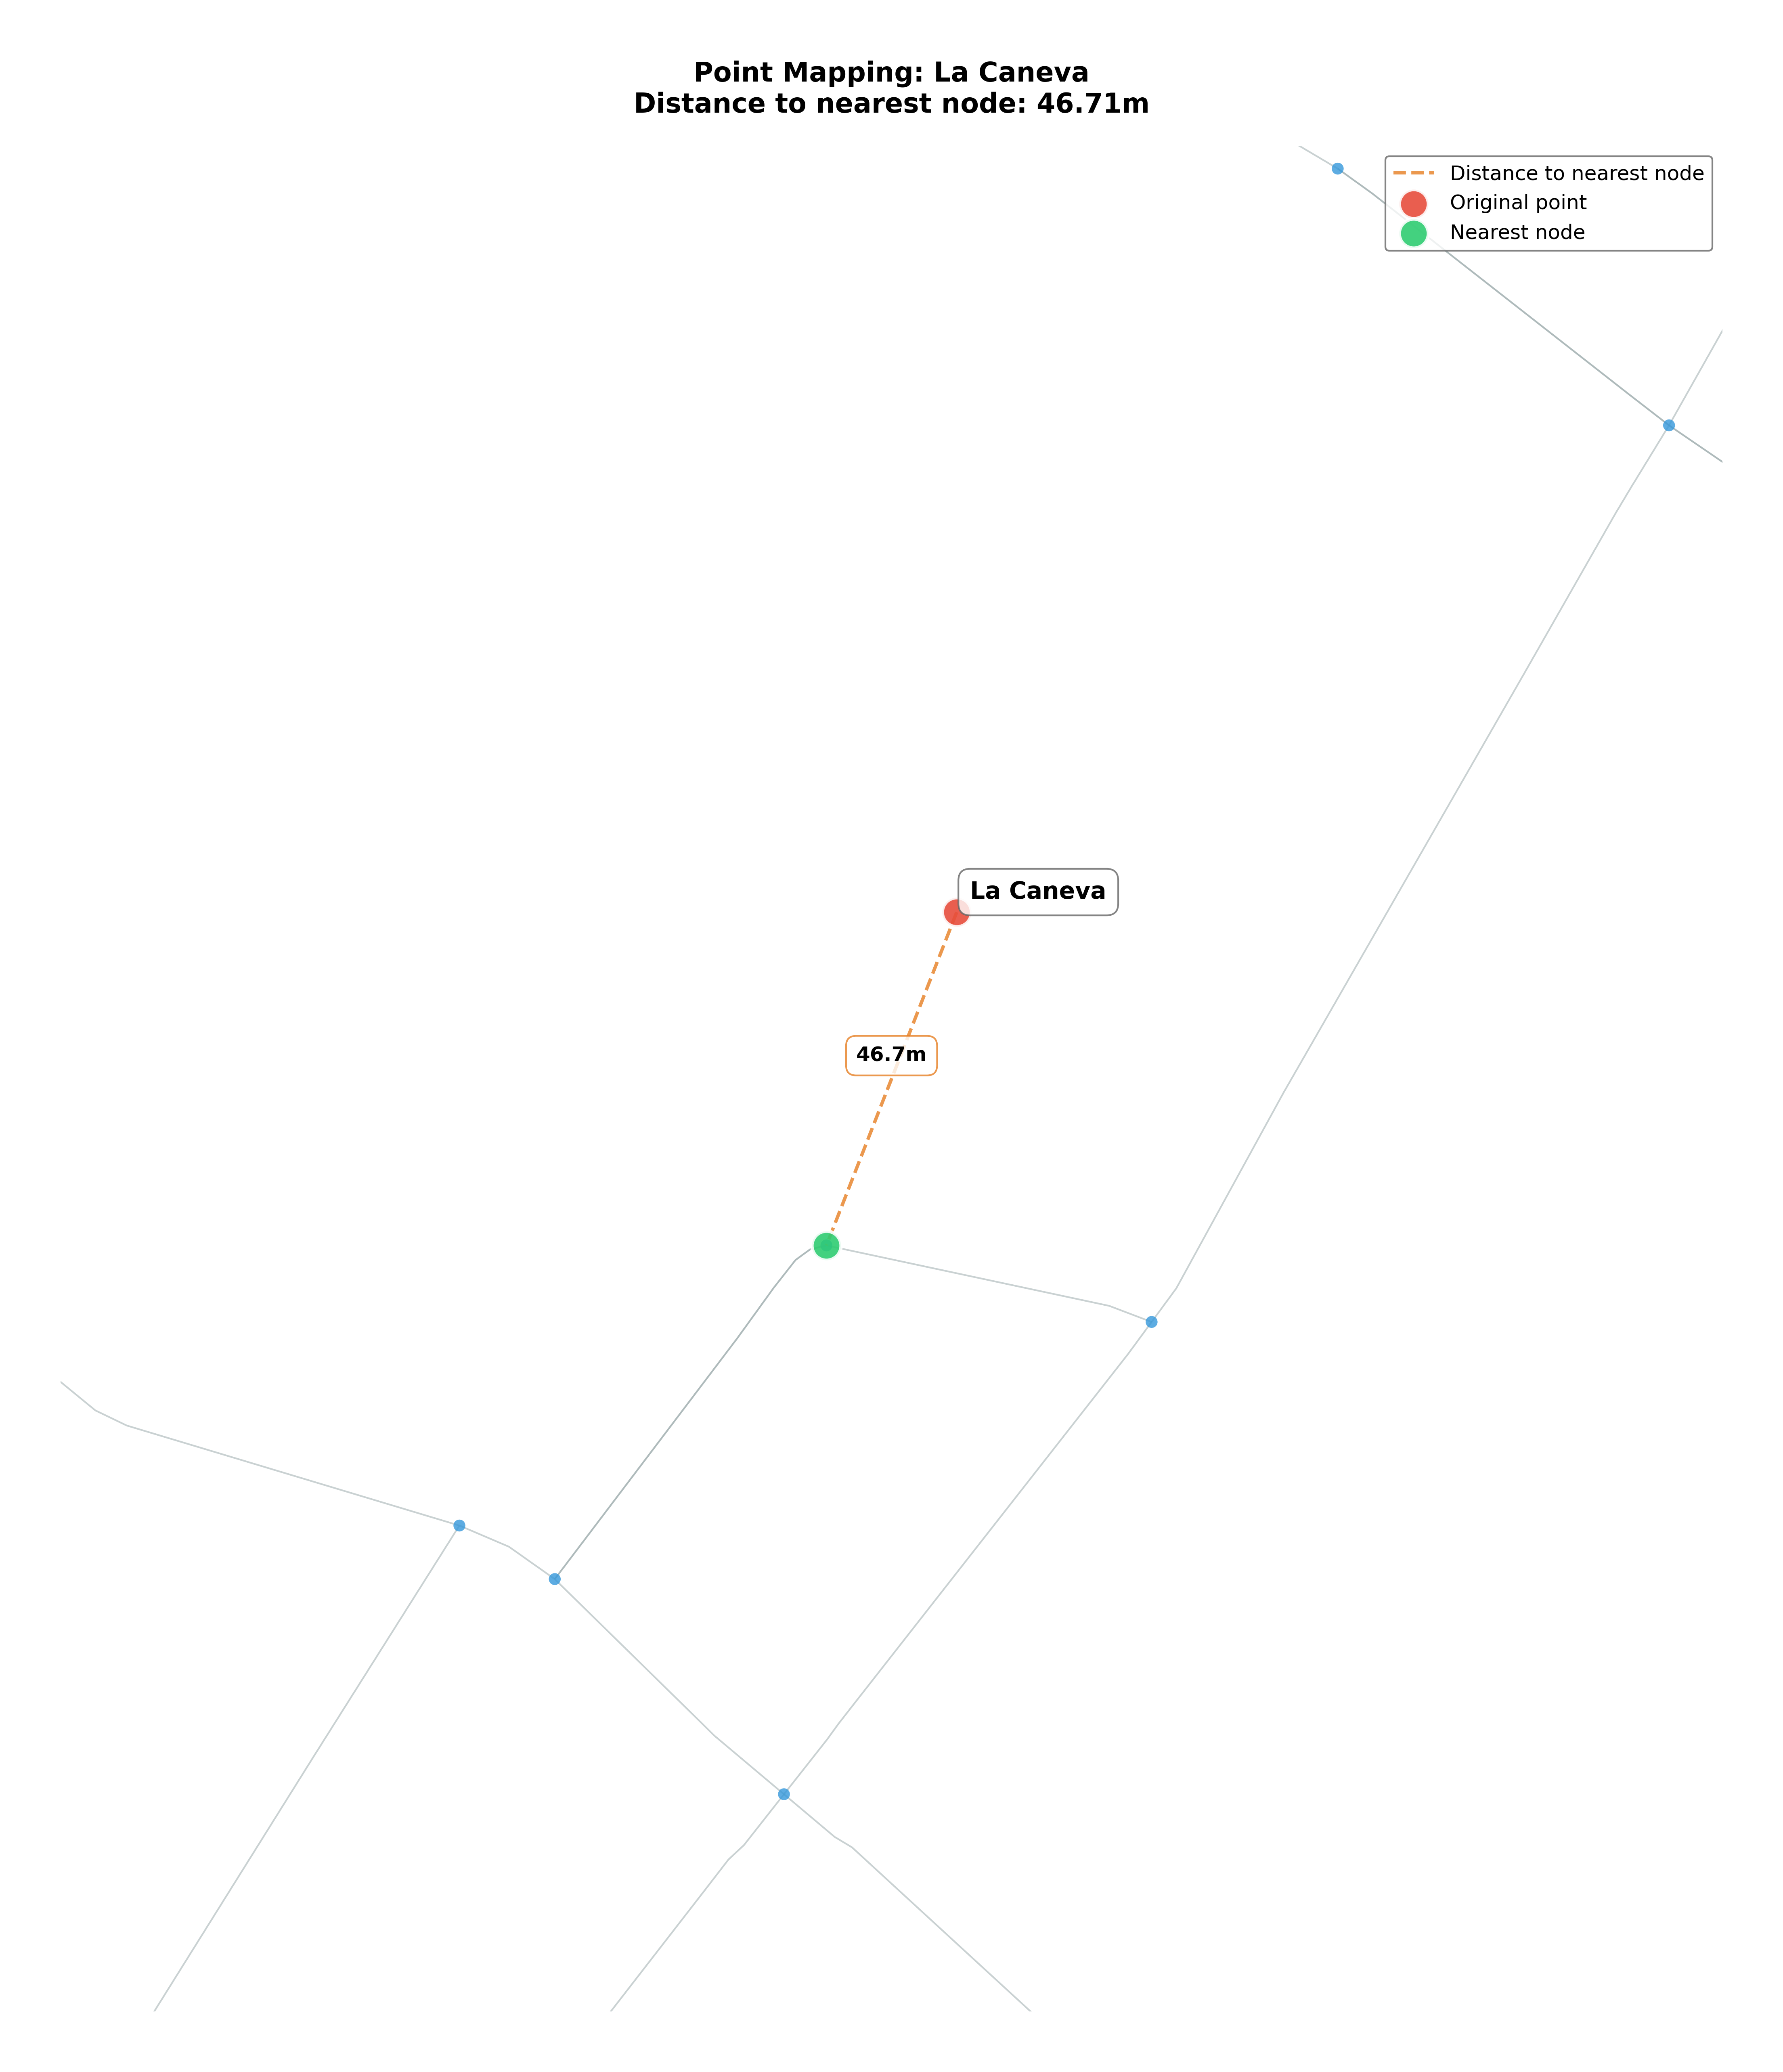 Point Mapping: La Caneva
Distance to nearest node: 46.71m
Distance to nearest node
Original point
Nearest node
La Caneva
46.7m